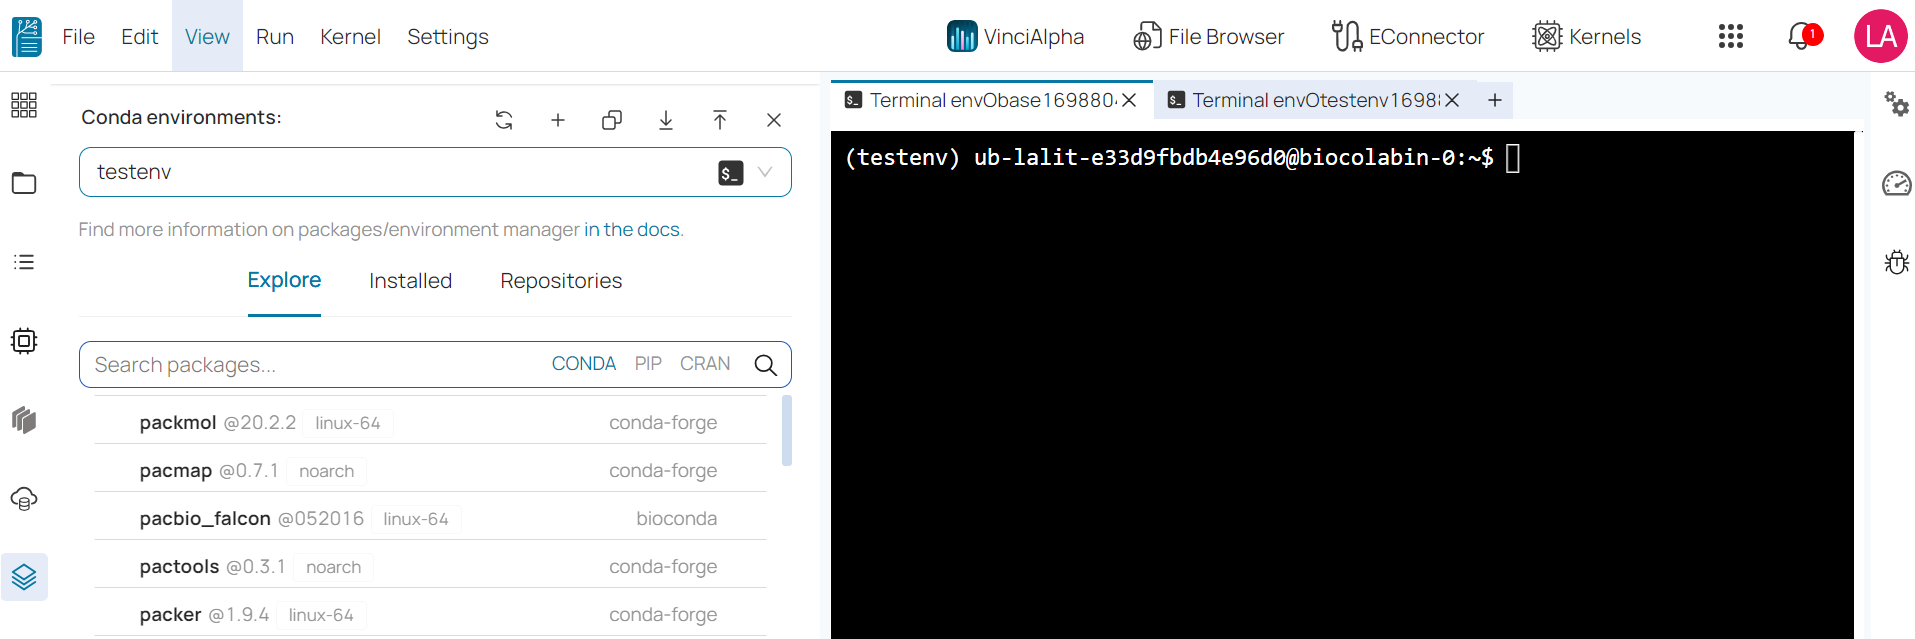 File Edit View Run Kernel Settings VinciAlpha File Browser EConnector Kernels 1 LA
Conda environments:
testenv $_
Find more information on packages/environment manager in the docs.
Explore Installed Repositories
Search packages... CONDA PIP CRAN
packmol @20.2.2 linux-64 conda-forge
pacmap @0.7.1 noarch conda-forge
pacbio_falcon @052016 linux-64 bioconda
pactools @0.3.1 noarch conda-forge
packer @1.9.4 linux-64 conda-forge
$_ Terminal envObase169880 $_ Terminal envOtestenv1698
(testenv) ub-lalit-e33d9fbdb4e96d0@biocolabin-0:~$